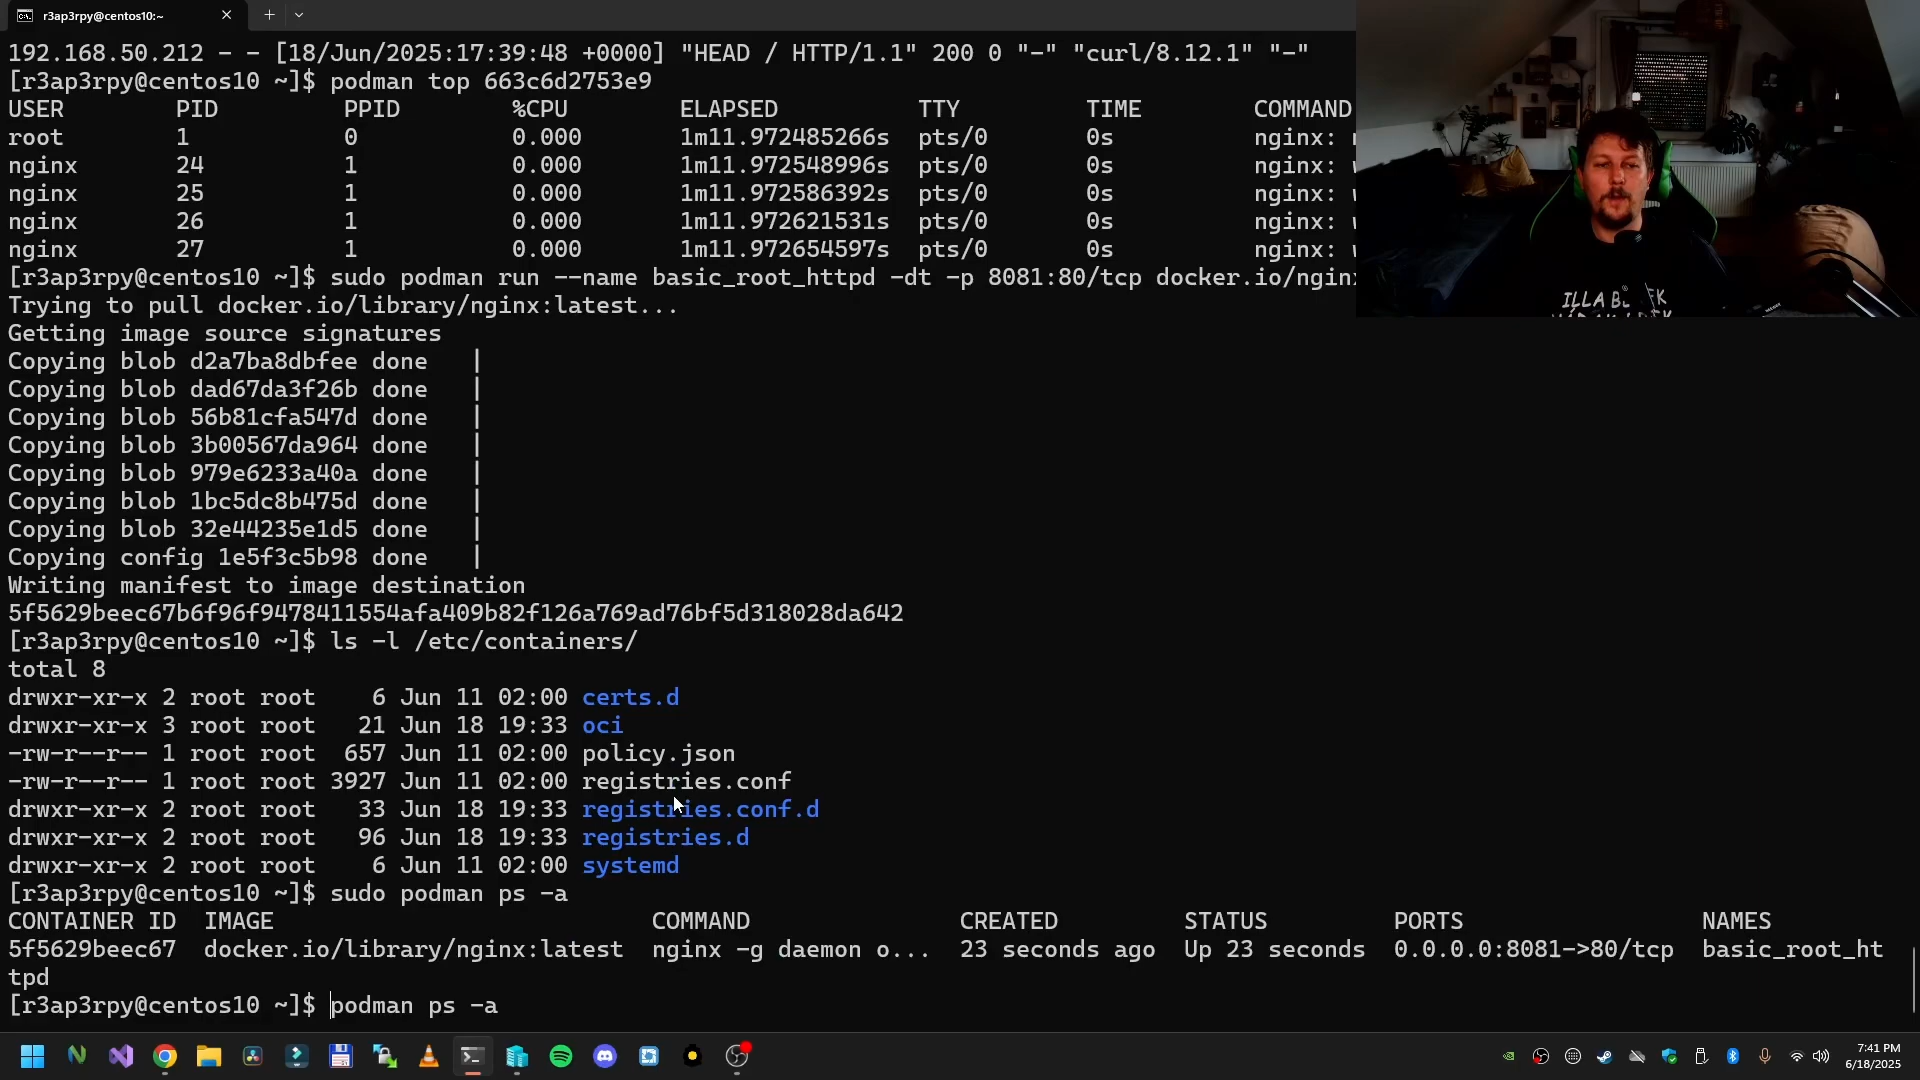 r3ap3rpy@centos10:~
192.168.50.212 - - [18/Jun/2025:17:39:48 +0000] "HEAD / HTTP/1.1" 200 0 "-" "curl/8.12.1" "-"
[r3ap3rpy@centos10 ~]$ podman top 663c6d2753e9
USER PID PPID %CPU ELAPSED TTY TIME COMMAND
root 1 0 0.000 1m11.972485266s pts/0 0s nginx:
nginx 24 1 0.000 1m11.972548996s pts/0 0s nginx:
nginx 25 1 0.000 1m11.972586392s pts/0 0s nginx:
nginx 26 1 0.000 1m11.972621531s pts/0 0s nginx:
nginx 27 1 0.000 1m11.972654597s pts/0 0s nginx:
[r3ap3rpy@centos10 ~]$ sudo podman run --name basic_root_httpd -dt -p 8081:80/tcp docker.io/nginx
Trying to pull docker.io/library/nginx:latest...
Getting image source signatures
Copying blob d2a7ba8dbfee done |
Copying blob dad67da3f26b done |
Copying blob 56b81cfa547d done |
Copying blob 3b00567da964 done |
Copying blob 979e6233a40a done |
Copying blob 1bc5dc8b475d done |
Copying blob 32e44235e1d5 done |
Copying config 1e5f3c5b98 done |
Writing manifest to image destination
5f5629beec67b6f96f9478411554afa409b82f126a769ad76bf5d318028da642
[r3ap3rpy@centos10 ~]$ ls -l /etc/containers/
total 8
drwxr-xr-x 2 root root 6 Jun 11 02:00 certs.d
drwxr-xr-x 3 root root 21 Jun 18 19:33 oci
-rw-r--r-- 1 root root 657 Jun 11 02:00 policy.json
-rw-r--r-- 1 root root 3927 Jun 11 02:00 registries.conf
drwxr-xr-x 2 root root 33 Jun 18 19:33 registries.conf.d
drwxr-xr-x 2 root root 96 Jun 18 19:33 registries.d
drwxr-xr-x 2 root root 6 Jun 11 02:00 systemd
[r3ap3rpy@centos10 ~]$ sudo podman ps -a
CONTAINER ID IMAGE COMMAND CREATED STATUS PORTS NAMES
5f5629beec67 docker.io/library/nginx:latest nginx -g daemon o... 23 seconds ago Up 23 seconds 0.0.0.0:8081->80/tcp basic_root_ht
tpd
[r3ap3rpy@centos10 ~]$ podman ps -a
7:41 PM
6/18/2025